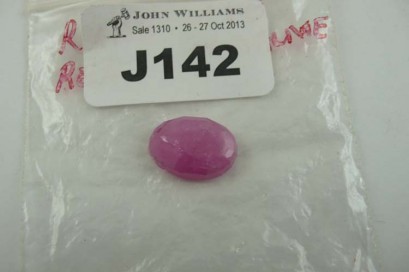 JOHN WILLIAMS
Sale 1310 • 26 - 27 Oct 2013
J142